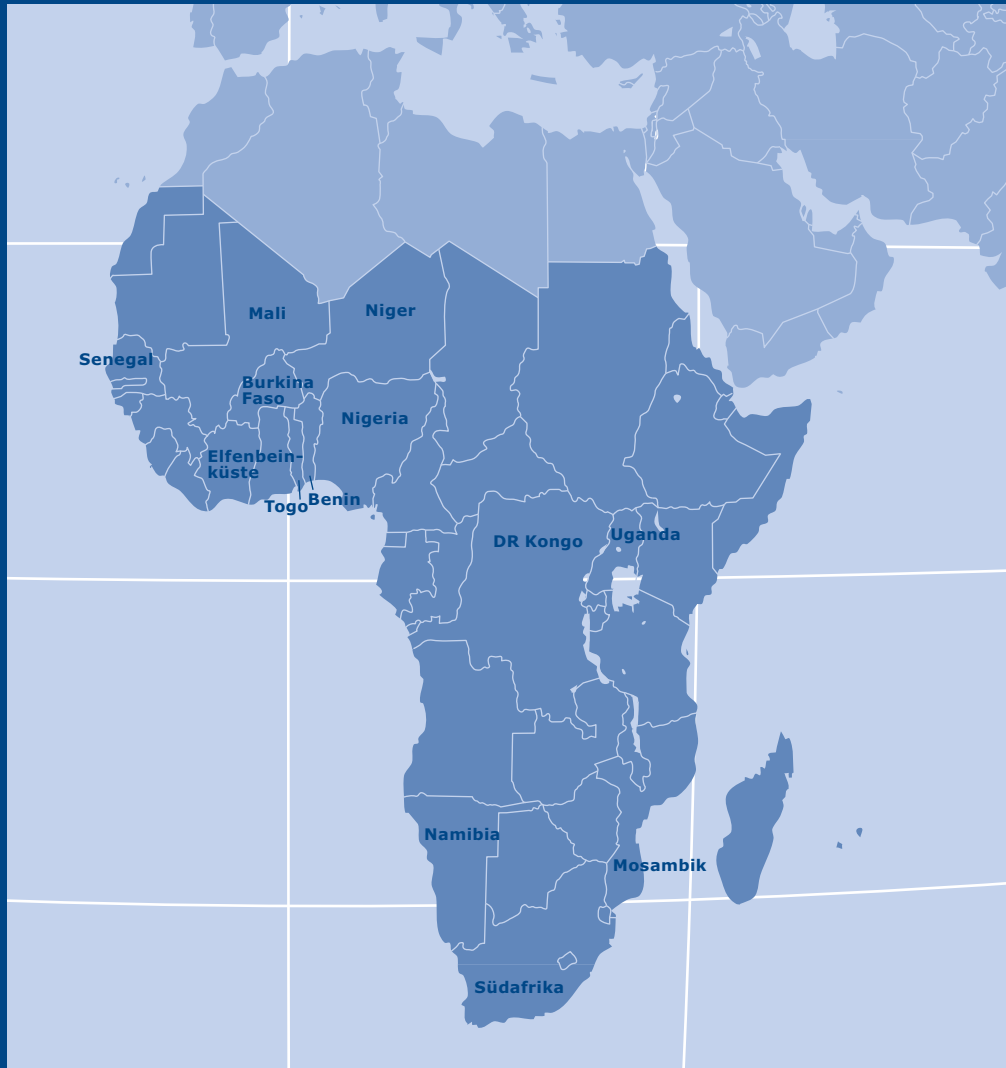 Mali
Niger
Senegal
Burkina
Faso
Nigeria
Elfenbein-
küste
Togo
Benin
DR Kongo
Uganda
Namibia
Mosambik
Südafrika